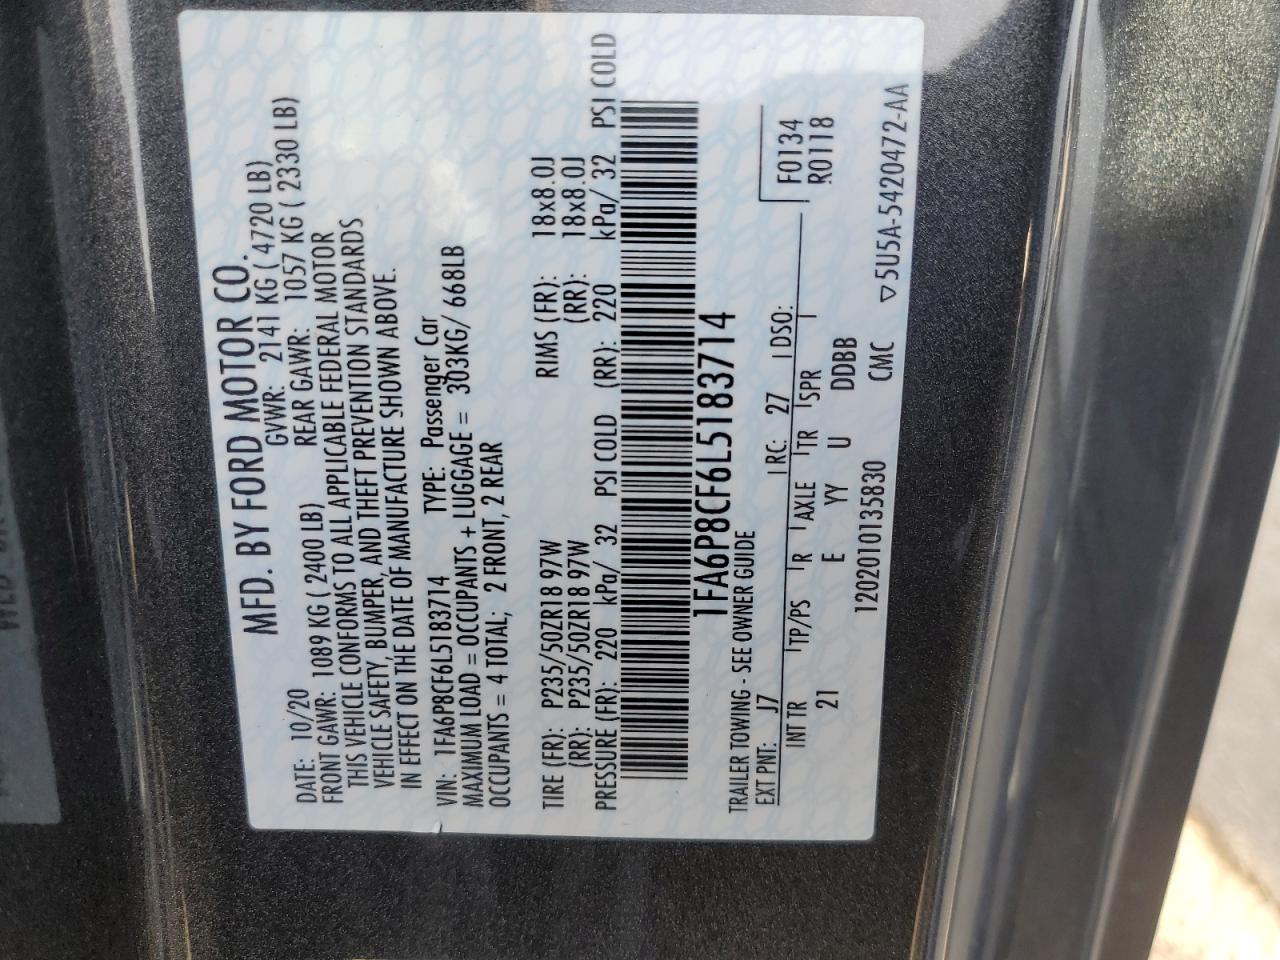 MFD. BY FORD MOTOR CO.
DATE: 10/20 GVWR: 2141 KG ( 4720 LB)
FRONT GAWR: 1089 KG ( 2400 LB) REAR GAWR: 1057 KG ( 2330 LB)
THIS VEHICLE CONFORMS TO ALL APPLICABLE FEDERAL MOTOR
VEHICLE SAFETY, BUMPER, AND THEFT PREVENTION STANDARDS
IN EFFECT ON THE DATE OF MANUFACTURE SHOWN ABOVE.
VIN: 1FA6P8CF6L5183714 TYPE: Passenger Car
MAXIMUM LOAD = OCCUPANTS + LUGGAGE = 303KG/ 668LB
OCCUPANTS = 4 TOTAL; 2 FRONT, 2 REAR
TIRE (FR): P235/50ZR18 97W RIMS (FR): 18x8.0J
(RR): P235/50ZR18 97W (RR): 18x8.0J
PRESSURE (FR): 220 kPa/ 32 PSI COLD (RR): 220 kPa/ 32 PSI COLD
1FA6P8CF6L5183714
TRAILER TOWING - SEE OWNER GUIDE
EXT PNT: J7 RC: 27 DSO: F0134
INT TR TP/PS R AXLE TR SPR R0118
21 E YY U DDBB
1202010135830 CMC ▽5U5A-5420472-AA